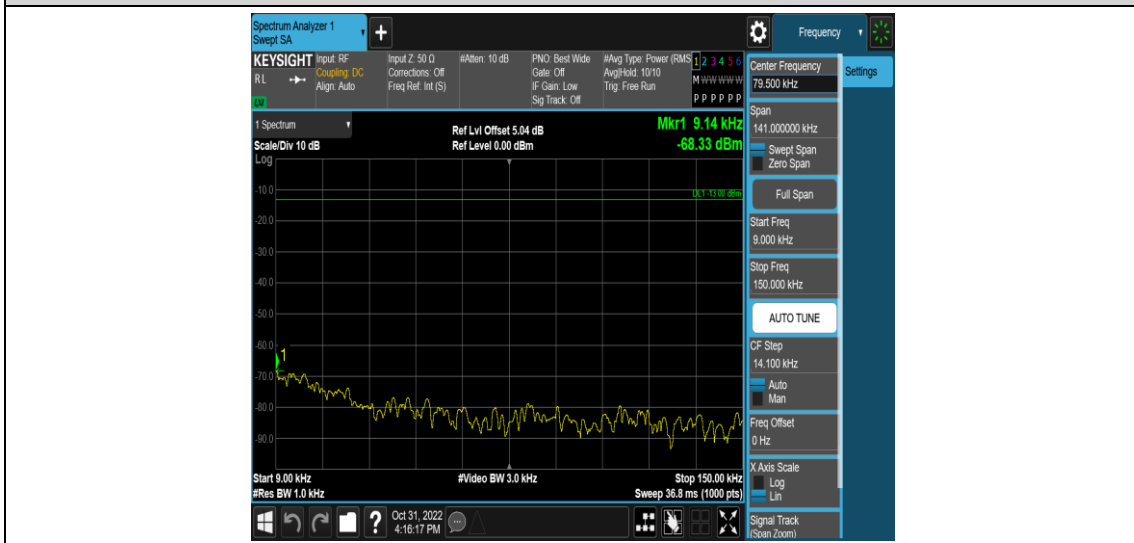 Spectrum Analyzer 1
Swept SA
+
Frequency
KEYSIGHT
RL
LXI
Input: RF
Coupling: DC
Align: Auto
Input Z: 50 Ω
Corrections: Off
Freq Ref: Int (S)
#Atten: 10 dB
PNO: Best Wide
Gate: Off
IF Gain: Low
Sig Track: Off
#Avg Type: Power (RMS
Avg|Hold: 10/10
Trig: Free Run
1 2 3 4 5 6
M W W W W W
P P P P P P
1 Spectrum
Scale/Div 10 dB
Ref Lvl Offset 5.04 dB
Ref Level 0.00 dBm
Mkr1 9.14 kHz
-68.33 dBm
Log
DL1 -13.00 dBm
-10.0
-20.0
-30.0
-40.0
-50.0
-60.0
1
-70.0
-80.0
-90.0
Start 9.00 kHz
#Res BW 1.0 kHz
#Video BW 3.0 kHz
Stop 150.00 kHz
Sweep 36.8 ms (1000 pts)
Center Frequency
79.500 kHz
Settings
Span
141.000000 kHz
Swept Span
Zero Span
Full Span
Start Freq
9.000 kHz
Stop Freq
150.000 kHz
AUTO TUNE
CF Step
14.100 kHz
Auto
Man
Freq Offset
0 Hz
X Axis Scale
Log
Lin
Signal Track
(Span Zoom)
?
Oct 31, 2022
4:16:17 PM